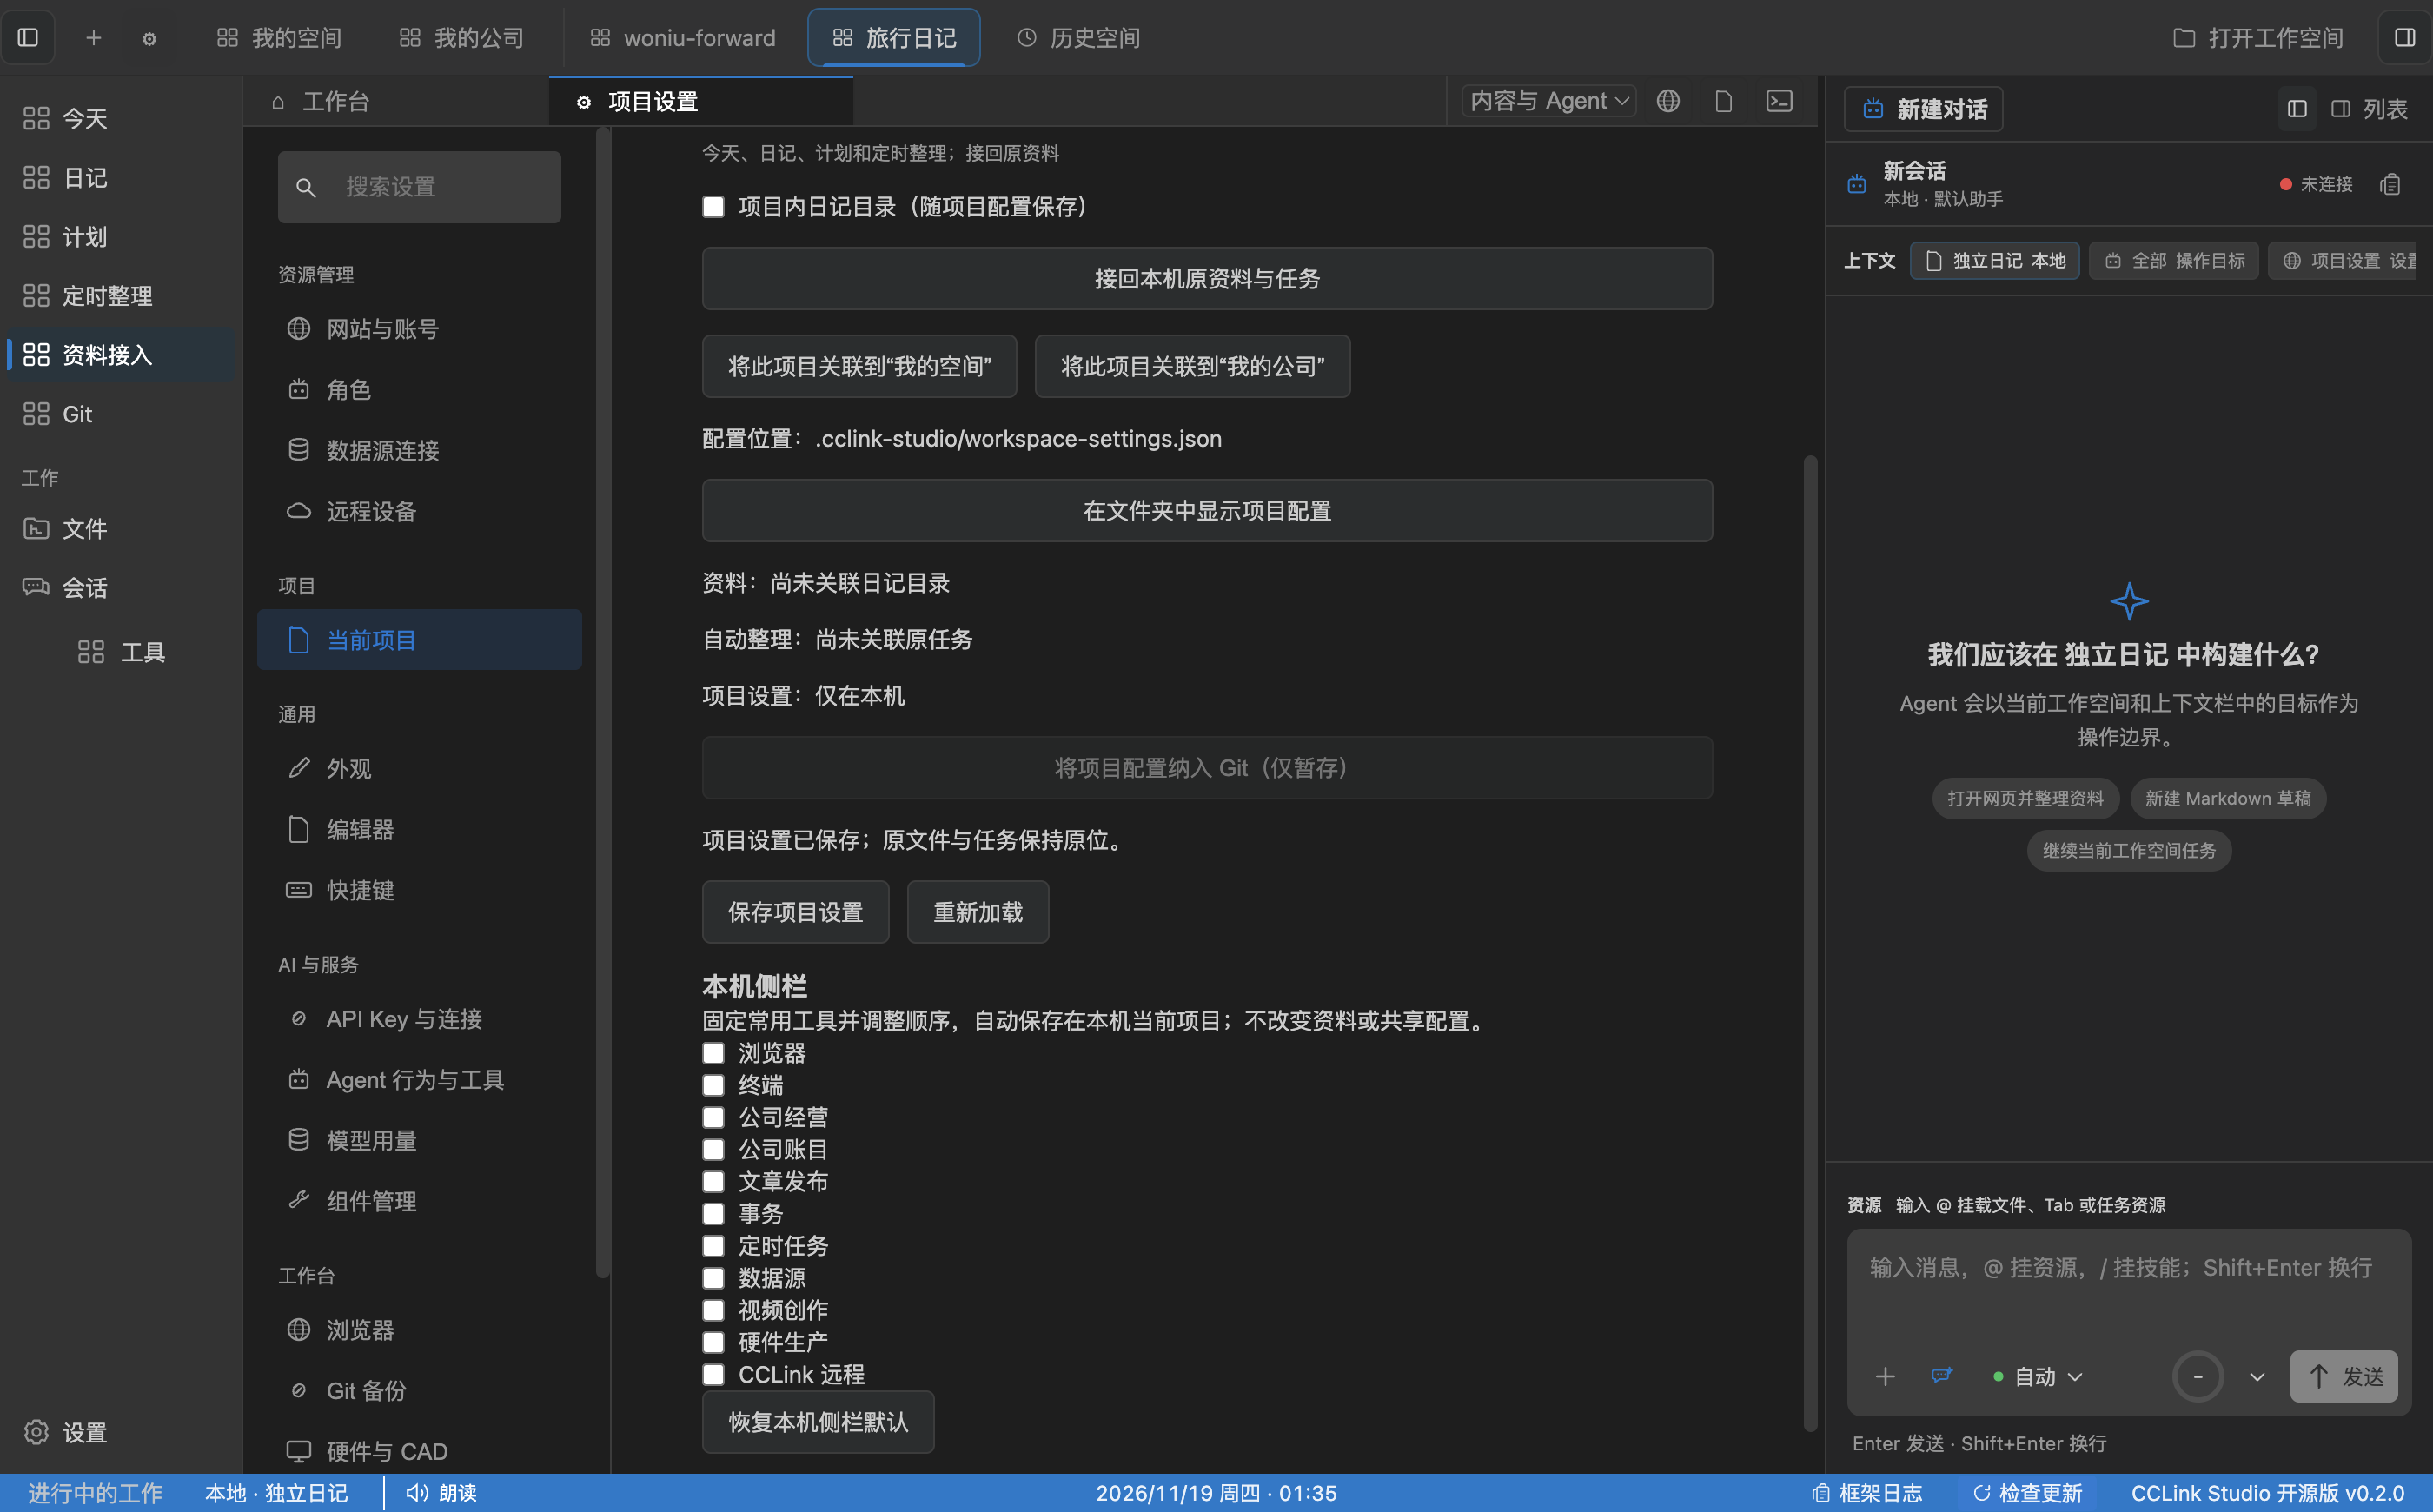 我的空间
我的公司
woniu-forward
旅行日记
历史空间
打开工作空间
今天
日记
计划
定时整理
资料接入
Git
工作
文件
会话
工具
设置
工作台
项目设置
内容与 Agent
搜索设置
资源管理
网站与账号
角色
数据源连接
远程设备
项目
当前项目
通用
外观
编辑器
快捷键
AI 与服务
API Key 与连接
Agent 行为与工具
模型用量
组件管理
工作台
浏览器
Git 备份
硬件与 CAD
今天、日记、计划和定时整理；接回原资料
项目内日记目录（随项目配置保存）
接回本机原资料与任务
将此项目关联到“我的空间”
将此项目关联到“我的公司”
配置位置：.cclink-studio/workspace-settings.json
在文件夹中显示项目配置
资料：尚未关联日记目录
自动整理：尚未关联原任务
项目设置：仅在本机
将项目配置纳入 Git（仅暂存）
项目设置已保存；原文件与任务保持原位。
保存项目设置
重新加载
本机侧栏
固定常用工具并调整顺序，自动保存在本机当前项目；不改变资料或共享配置。
浏览器
终端
公司经营
公司账目
文章发布
事务
定时任务
数据源
视频创作
硬件生产
CCLink 远程
恢复本机侧栏默认
新建对话
列表
新会话
本地 · 默认助手
未连接
上下文
独立日记 本地
全部 操作目标
项目设置 设置
我们应该在 独立日记 中构建什么?
Agent 会以当前工作空间和上下文栏中的目标作为
操作边界。
打开网页并整理资料
新建 Markdown 草稿
继续当前工作空间任务
资源 输入 @ 挂载文件、Tab 或任务资源
输入消息，@ 挂资源，/ 挂技能；Shift+Enter 换行
自动
-
发送
Enter 发送 · Shift+Enter 换行
进行中的工作
本地 · 独立日记
朗读
2026/11/19 周四 · 01:35
框架日志
检查更新
CCLink Studio 开源版 v0.2.0